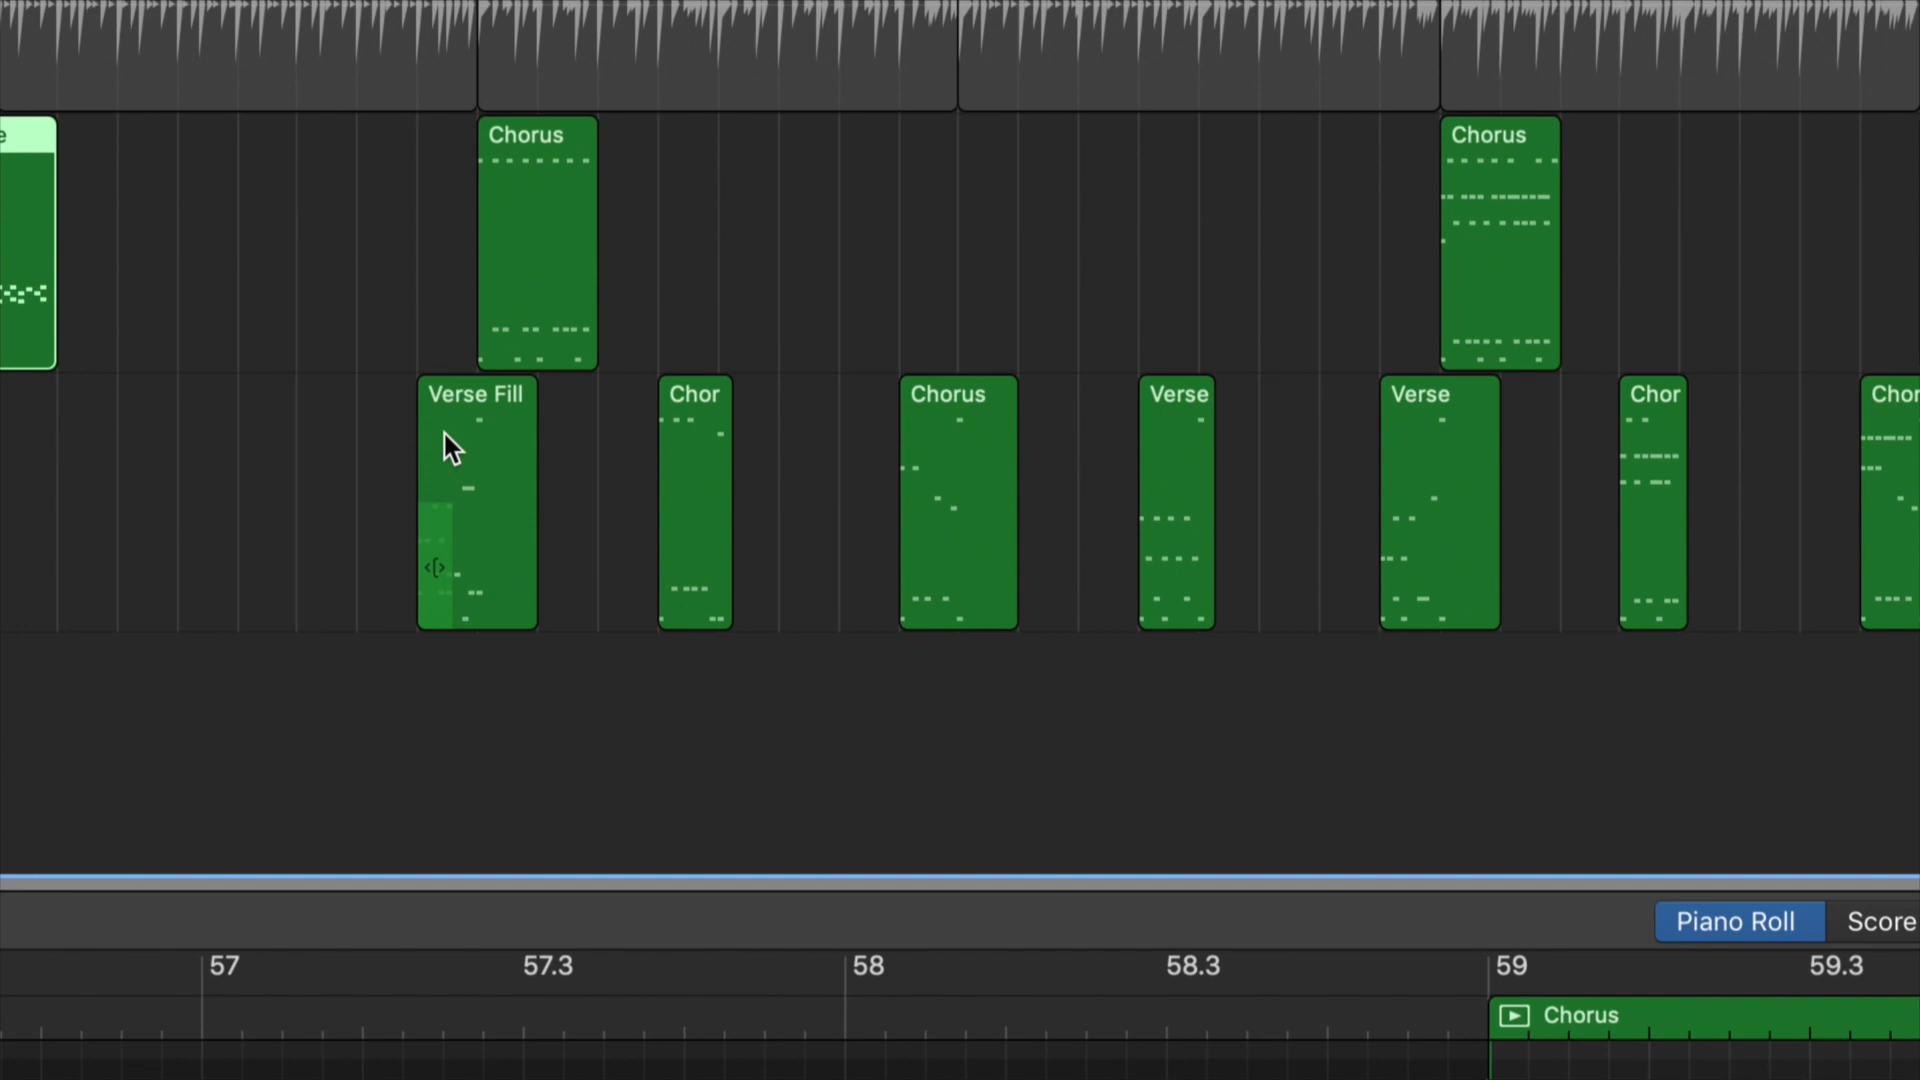 e
Chorus
Chorus
Verse Fill
Chor
Chorus
Verse
Verse
Chor
Chor
Piano Roll
Score
57
57.3
58
58.3
59
59.3
Chorus